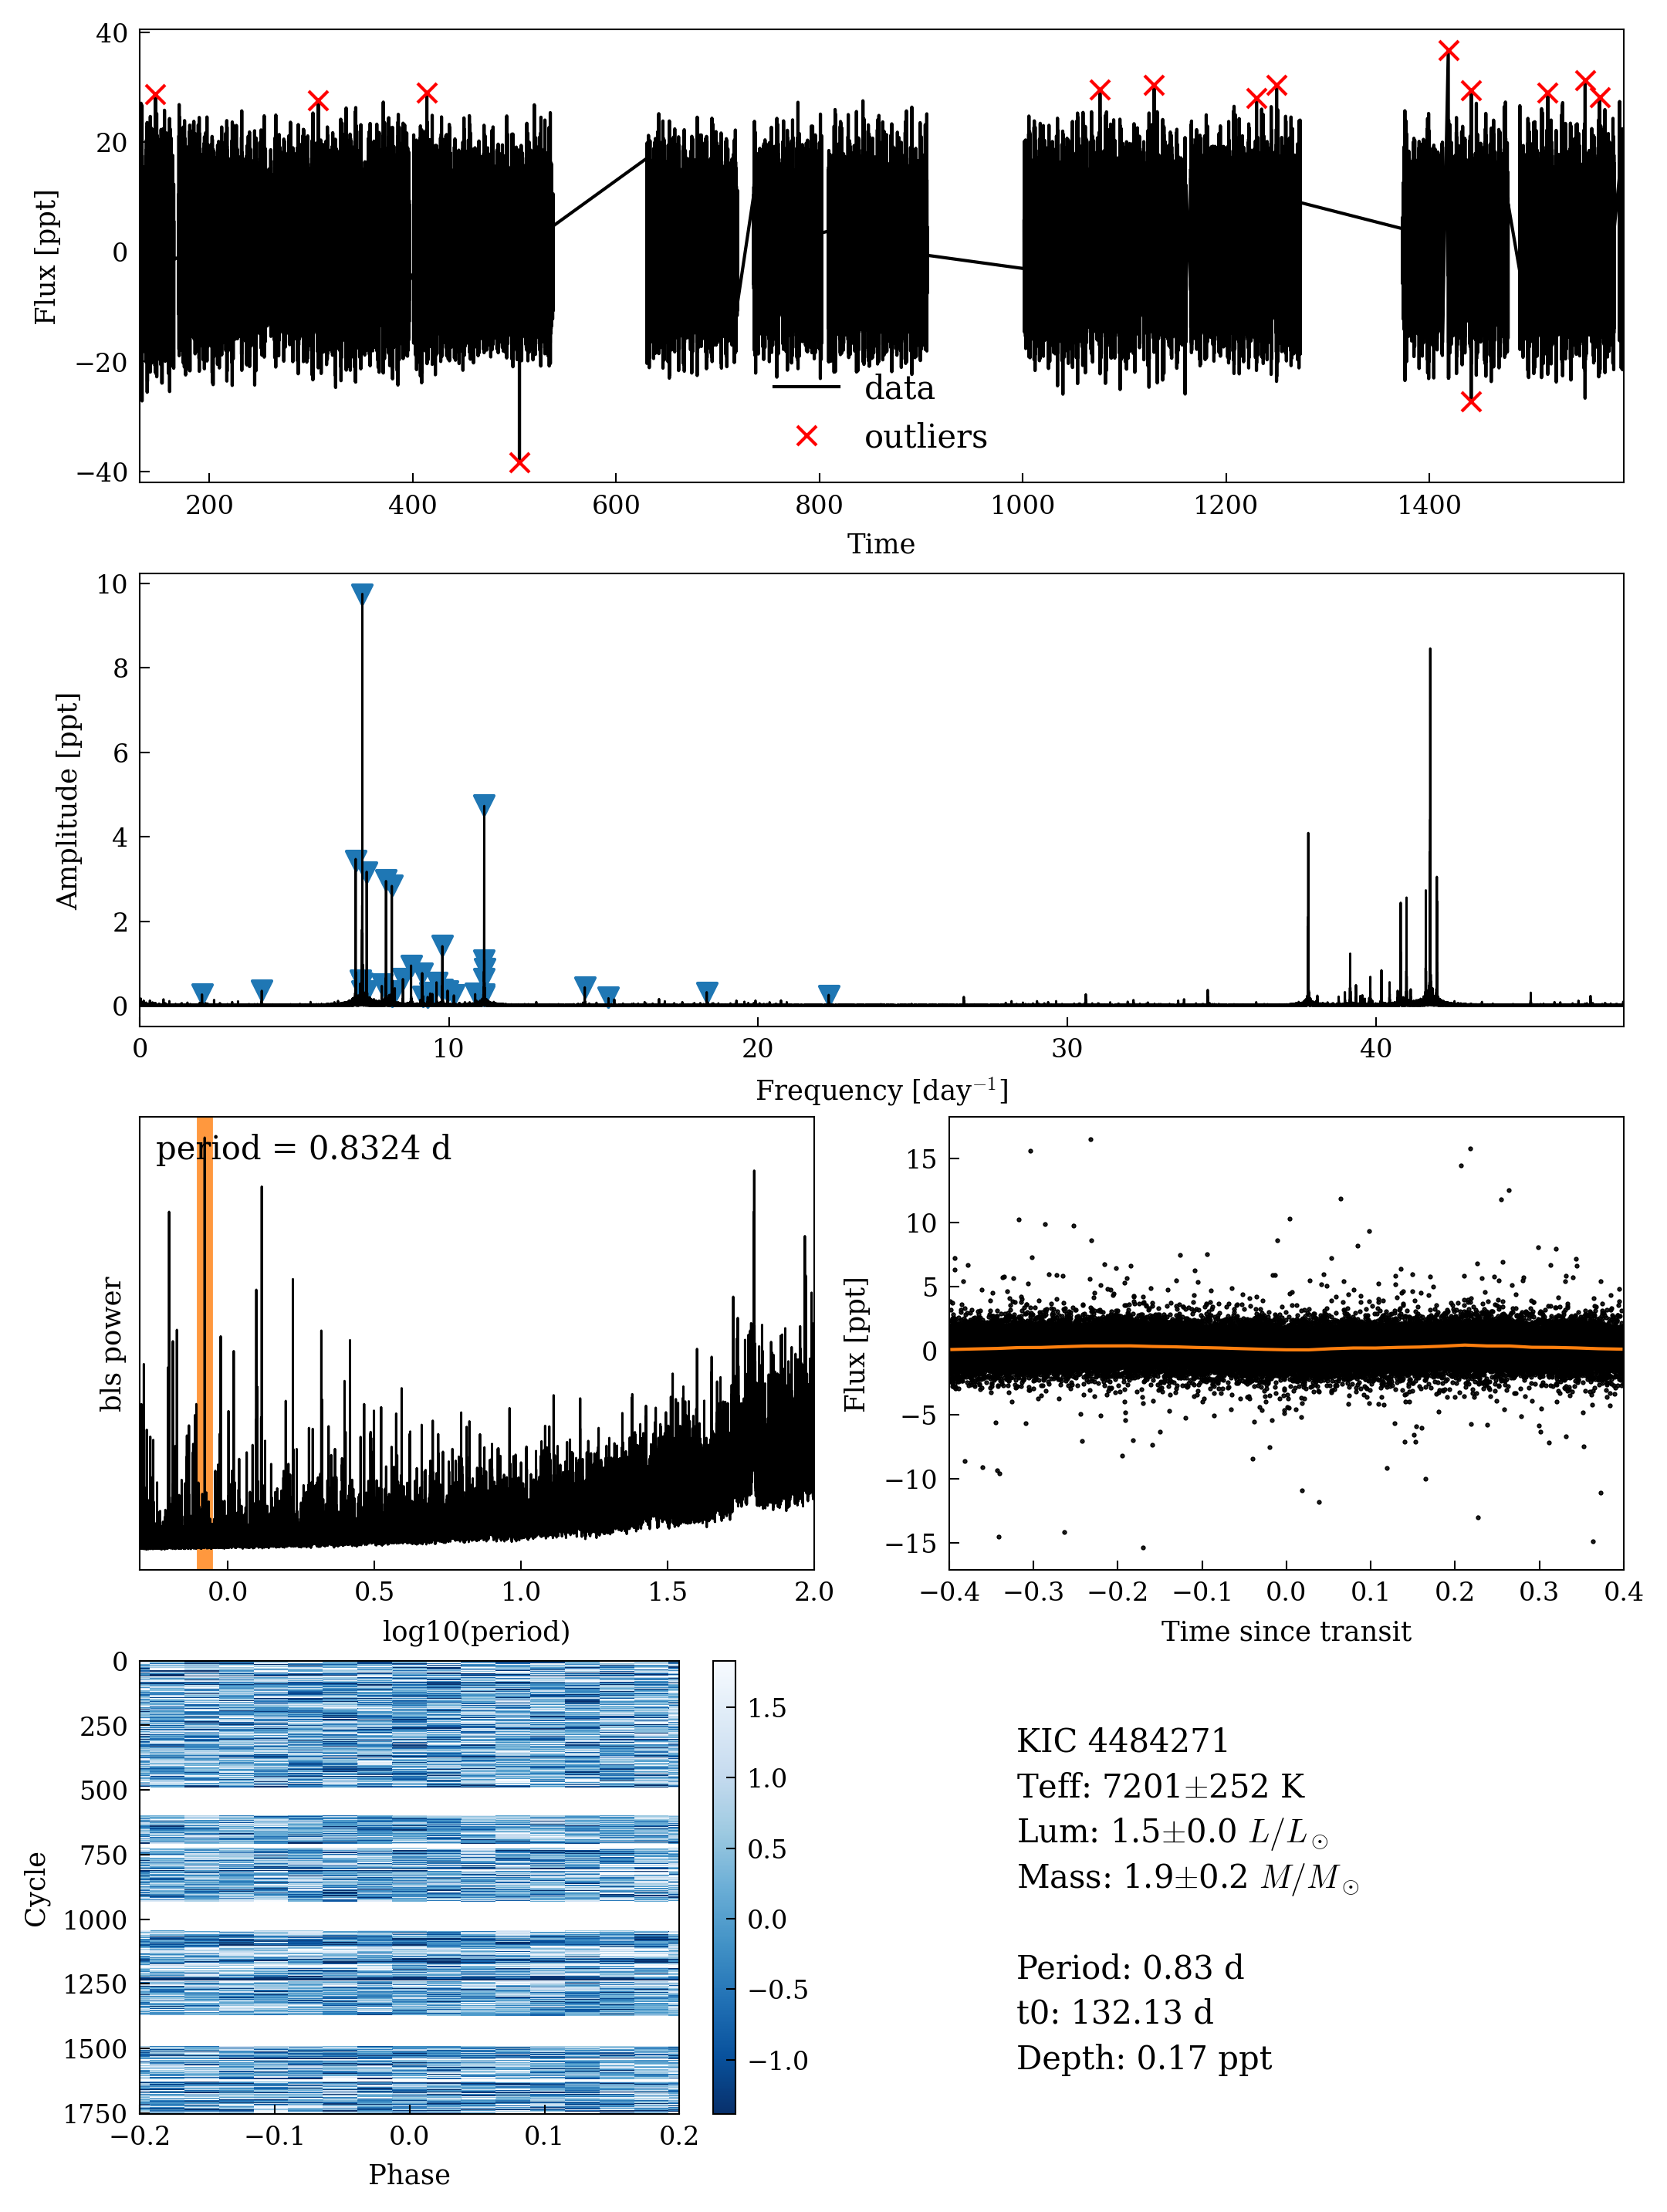 40
20
0
−20
−40
Flux [ppt]
data
outliers
200 400 600 800 1000 1200 1400
Time
10
8
6
4
2
0
Amplitude [ppt]
0 10 20 30 40
Frequency [day⁻¹]
period = 0.8324 d
bls power
0.0 0.5 1.0 1.5 2.0
log10(period)
15
10
5
0
−5
−10
−15
Flux [ppt]
−0.4 −0.3 −0.2 −0.1 0.0 0.1 0.2 0.3 0.4
Time since transit
0
250
500
750
1000
1250
1500
1750
Cycle
−0.2 −0.1 0.0 0.1 0.2
Phase
1.5
1.0
0.5
0.0
−0.5
−1.0
KIC 4484271
Teff: 7201±252 K
Lum: 1.5±0.0 L/L⊙
Mass: 1.9±0.2 M/M⊙
Period: 0.83 d
t0: 132.13 d
Depth: 0.17 ppt